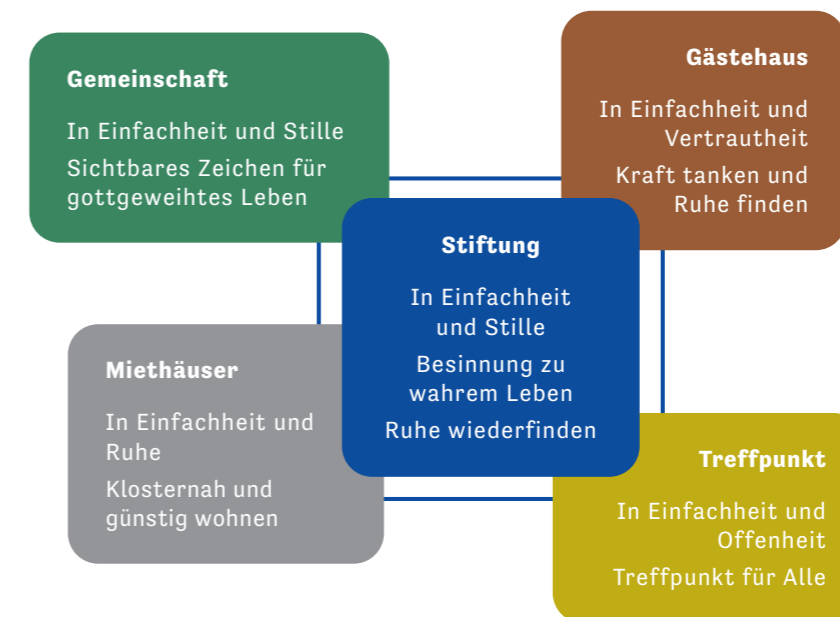 Gemeinschaft
In Einfachheit und Stille
Sichtbares Zeichen für
gottgeweihtes Leben
Gästehaus
In Einfachheit und
Vertrautheit
Kraft tanken und
Ruhe finden
Stiftung
In Einfachheit
und Stille
Besinnung zu
wahrem Leben
Ruhe wiederfinden
Miethäuser
In Einfachheit und
Ruhe
Klosternah und
günstig wohnen
Treffpunkt
In Einfachheit und
Offenheit
Treffpunkt für Alle